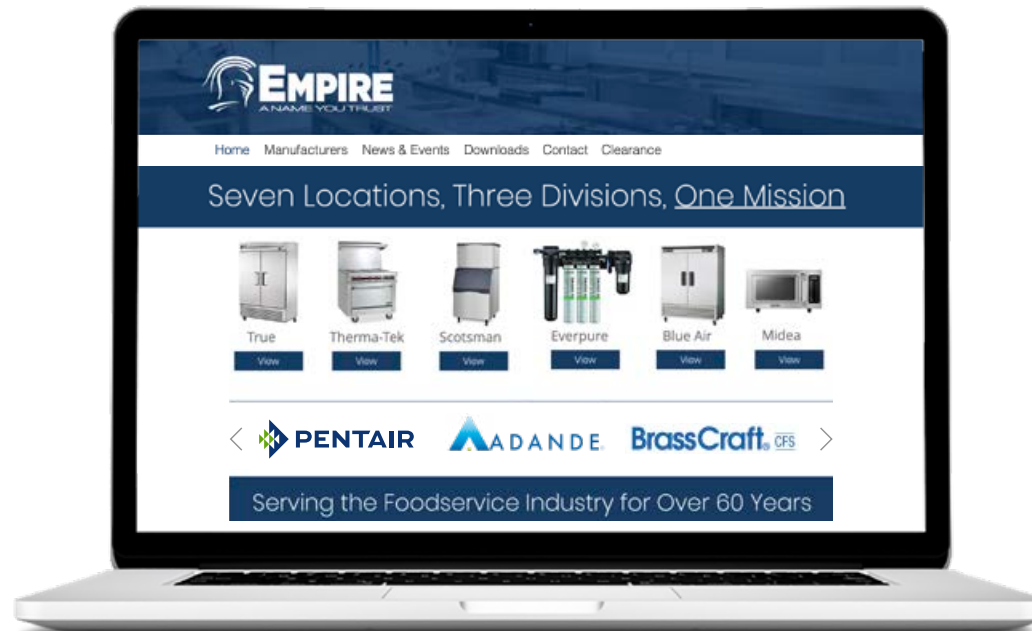 EMPIRE
A NAME YOU TRUST
Home Manufacturers News & Events Downloads Contact Clearance
Seven Locations, Three Divisions, One Mission
True Therma-Tek Scotsman Everpure Blue Air Midea
View View View View View View
PENTAIR ADANDE® BrassCraft® CFS
Serving the Foodservice Industry for Over 60 Years